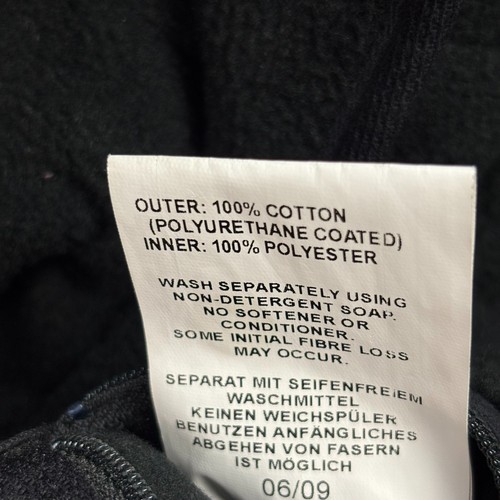 OUTER: 100% COTTON
(POLYURETHANE COATED)
INNER: 100% POLYESTER
WASH SEPARATELY USING
NON-DETERGENT SOAP.
NO SOFTENER OR
CONDITIONER.
SOME INITIAL FIBRE LOSS
MAY OCCUR.
SEPARAT MIT SEIFENFREIEM
WASCHMITTEL
KEINEN WEICHSPÜLER
BENUTZEN ANFÄNGLICHES
ABGEHEN VON FASERN
IST MÖGLICH
06/09